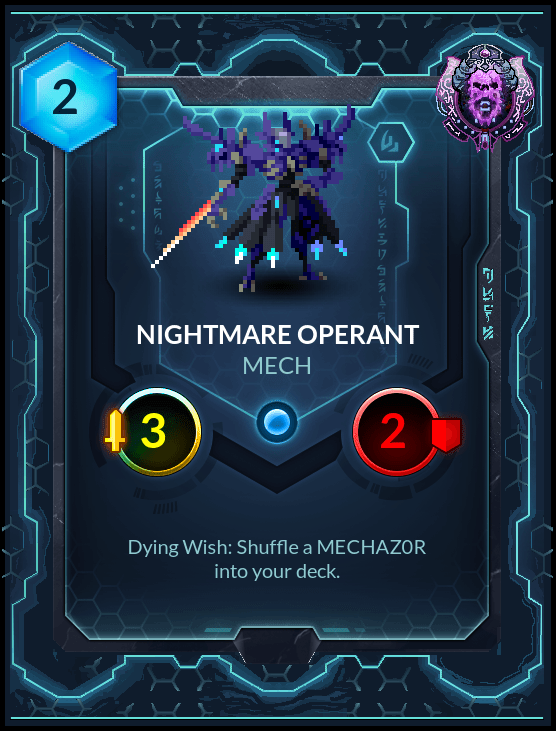 2
NIGHTMARE OPERANT
MECH
3 2
Dying Wish: Shuffle a MECHAZ0R
into your deck.